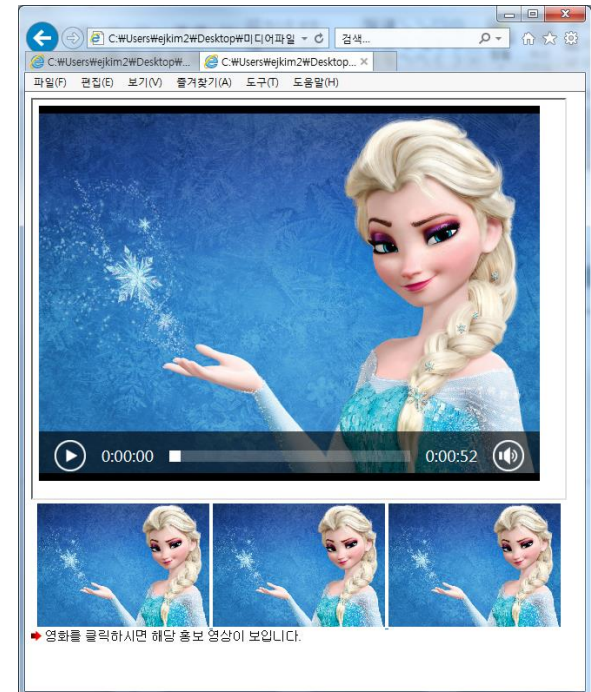 C:₩Users₩ejkim2₩Desktop₩미디어파일
검색...
C:₩Users₩ejkim2₩Desktop₩...
C:₩Users₩ejkim2₩Desktop...
파일(F) 편집(E) 보기(V) 즐겨찾기(A) 도구(T) 도움말(H)
0:00:00
0:00:52
영화를 클릭하시면 해당 홍보 영상이 보입니다.